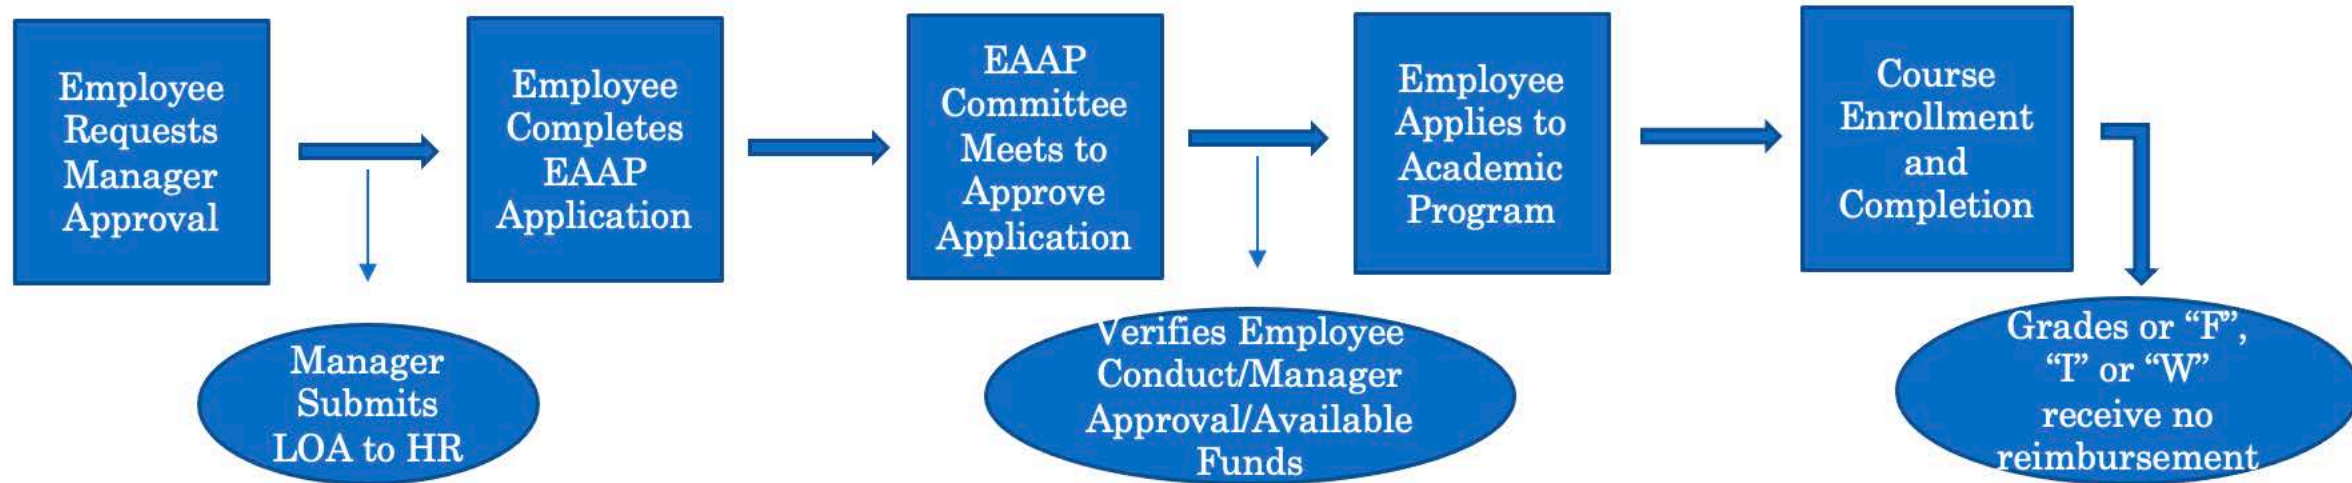 Employee
Requests
Manager
Approval
Employee
Completes
EAAP
Application
EAAP
Committee
Meets to
Approve
Application
Employee
Applies to
Academic
Program
Course
Enrollment
and
Completion
Manager
Submits
LOA to HR
Verifies Employee
Conduct/Manager
Approval/Available
Funds
Grades or “F”,
“I” or “W”
receive no
reimbursement